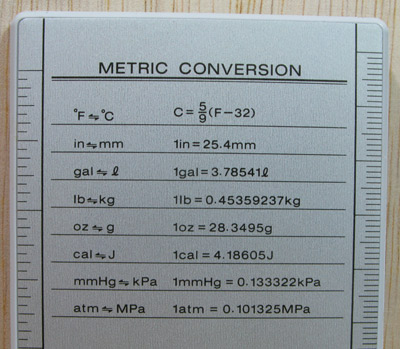 METRIC CONVERSION
°F⇋°C C=5/9(F−32)
in⇋mm 1in=25.4mm
gal⇋ℓ 1gal=3.78541ℓ
lb⇋kg 1lb=0.45359237kg
oz⇋g 1oz=28.3495g
cal⇋J 1cal=4.18605J
mmHg⇋kPa 1mmHg=0.133322kPa
atm⇋MPa 1atm=0.101325MPa